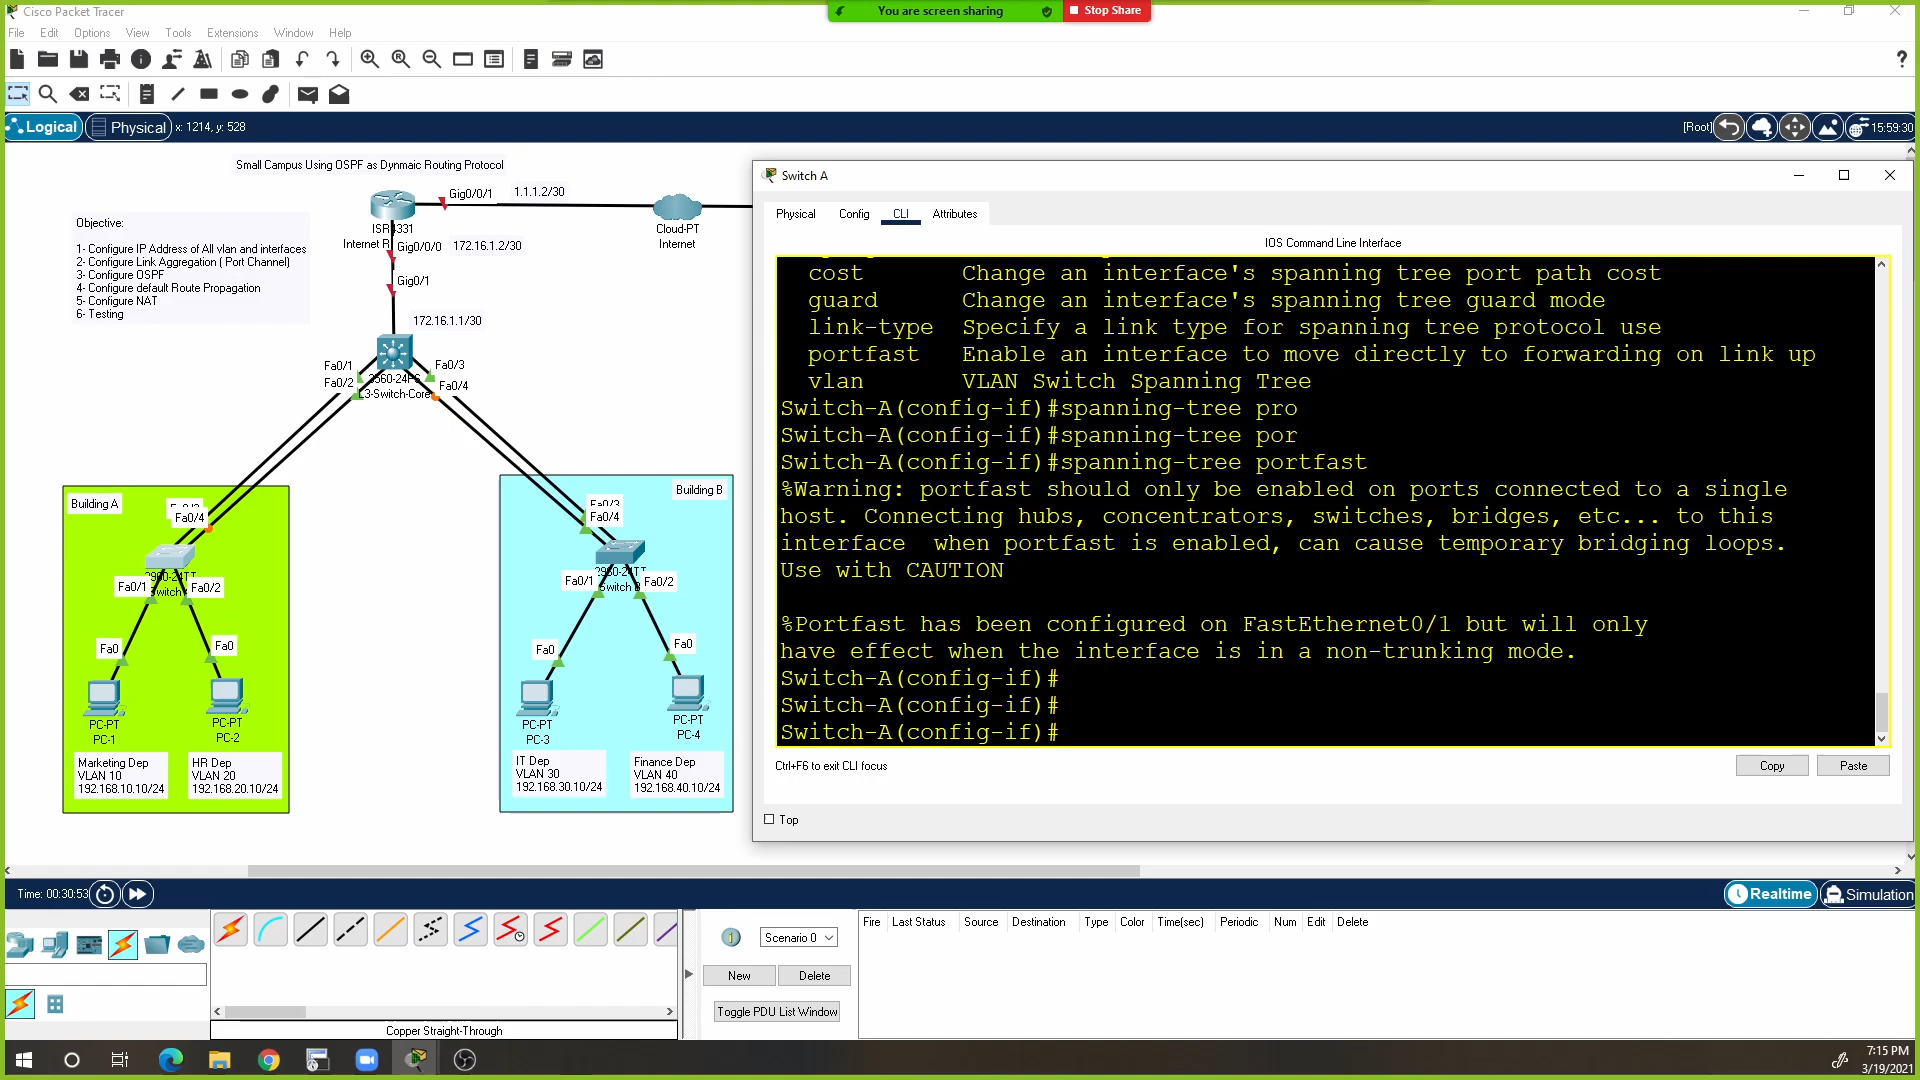 Cisco Packet Tracer
You are screen sharing
Stop Share
File Edit Options View Tools Extensions Window Help
Logical
Physical
x: 1214, y: 528
[Root]
15:59:30
Small Campus Using OSPF as Dynmaic Routing Protocol
Objective:
1- Configure IP Address of All vlan and interfaces
2- Configure Link Aggregation ( Port Channel)
3- Configure OSPF
4- Configure default Route Propagation
5- Configure NAT
6- Testing
Gig0/0/1
1.1.1.2/30
Internet R
Gig0/0/0
172.16.1.2/30
Cloud-PT
Internet
Gig0/1
172.16.1.1/30
Fa0/1
Fa0/2
Fa0/3
Fa0/4
L3-Switch-Core
Building A
Fa0/4
Fa0/1
Fa0/2
Fa0
Fa0
PC-PT
PC-1
PC-PT
PC-2
Marketing Dep
VLAN 10
192.168.10.10/24
HR Dep
VLAN 20
192.168.20.10/24
Building B
Fa0/4
Fa0/1
Fa0/2
Fa0
Fa0
PC-PT
PC-3
PC-PT
PC-4
IT Dep
VLAN 30
192.168.30.10/24
Finance Dep
VLAN 40
192.168.40.10/24
Switch A
Physical Config CLI Attributes
IOS Command Line Interface
cost Change an interface's spanning tree port path cost
guard Change an interface's spanning tree guard mode
link-type Specify a link type for spanning tree protocol use
portfast Enable an interface to move directly to forwarding on link up
vlan VLAN Switch Spanning Tree
Switch-A(config-if)#spanning-tree pro
Switch-A(config-if)#spanning-tree por
Switch-A(config-if)#spanning-tree portfast
%Warning: portfast should only be enabled on ports connected to a single
host. Connecting hubs, concentrators, switches, bridges, etc... to this
interface when portfast is enabled, can cause temporary bridging loops.
Use with CAUTION
%Portfast has been configured on FastEthernet0/1 but will only
have effect when the interface is in a non-trunking mode.
Switch-A(config-if)#
Switch-A(config-if)#
Switch-A(config-if)#
Ctrl+F6 to exit CLI focus
Copy
Paste
Top
Time: 00:30:53
Realtime
Simulation
Scenario 0
New
Delete
Toggle PDU List Window
Fire Last Status Source Destination Type Color Time(sec) Periodic Num Edit Delete
Copper Straight-Through
7:15 PM
3/19/2021